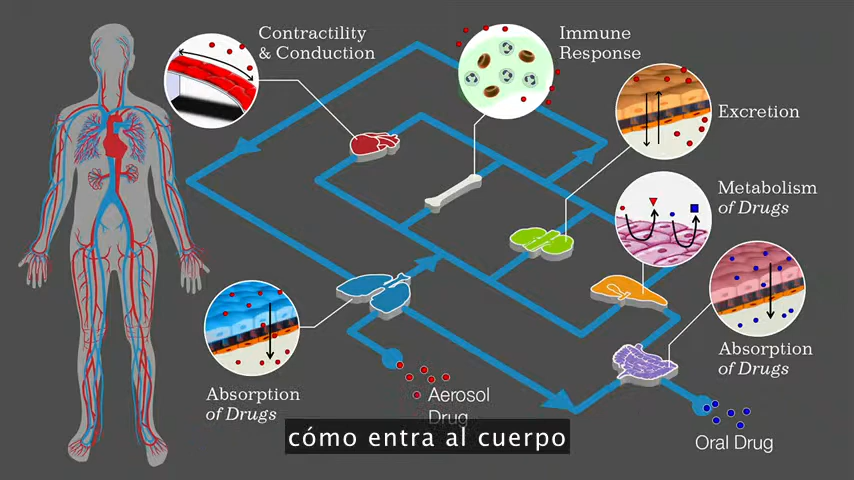 Contractility
& Conduction
Immune
Response
Excretion
Metabolism
of Drugs
Absorption
of Drugs
Absorption
of Drugs
Aerosol
Drug
Oral Drug
cómo entra al cuerpo